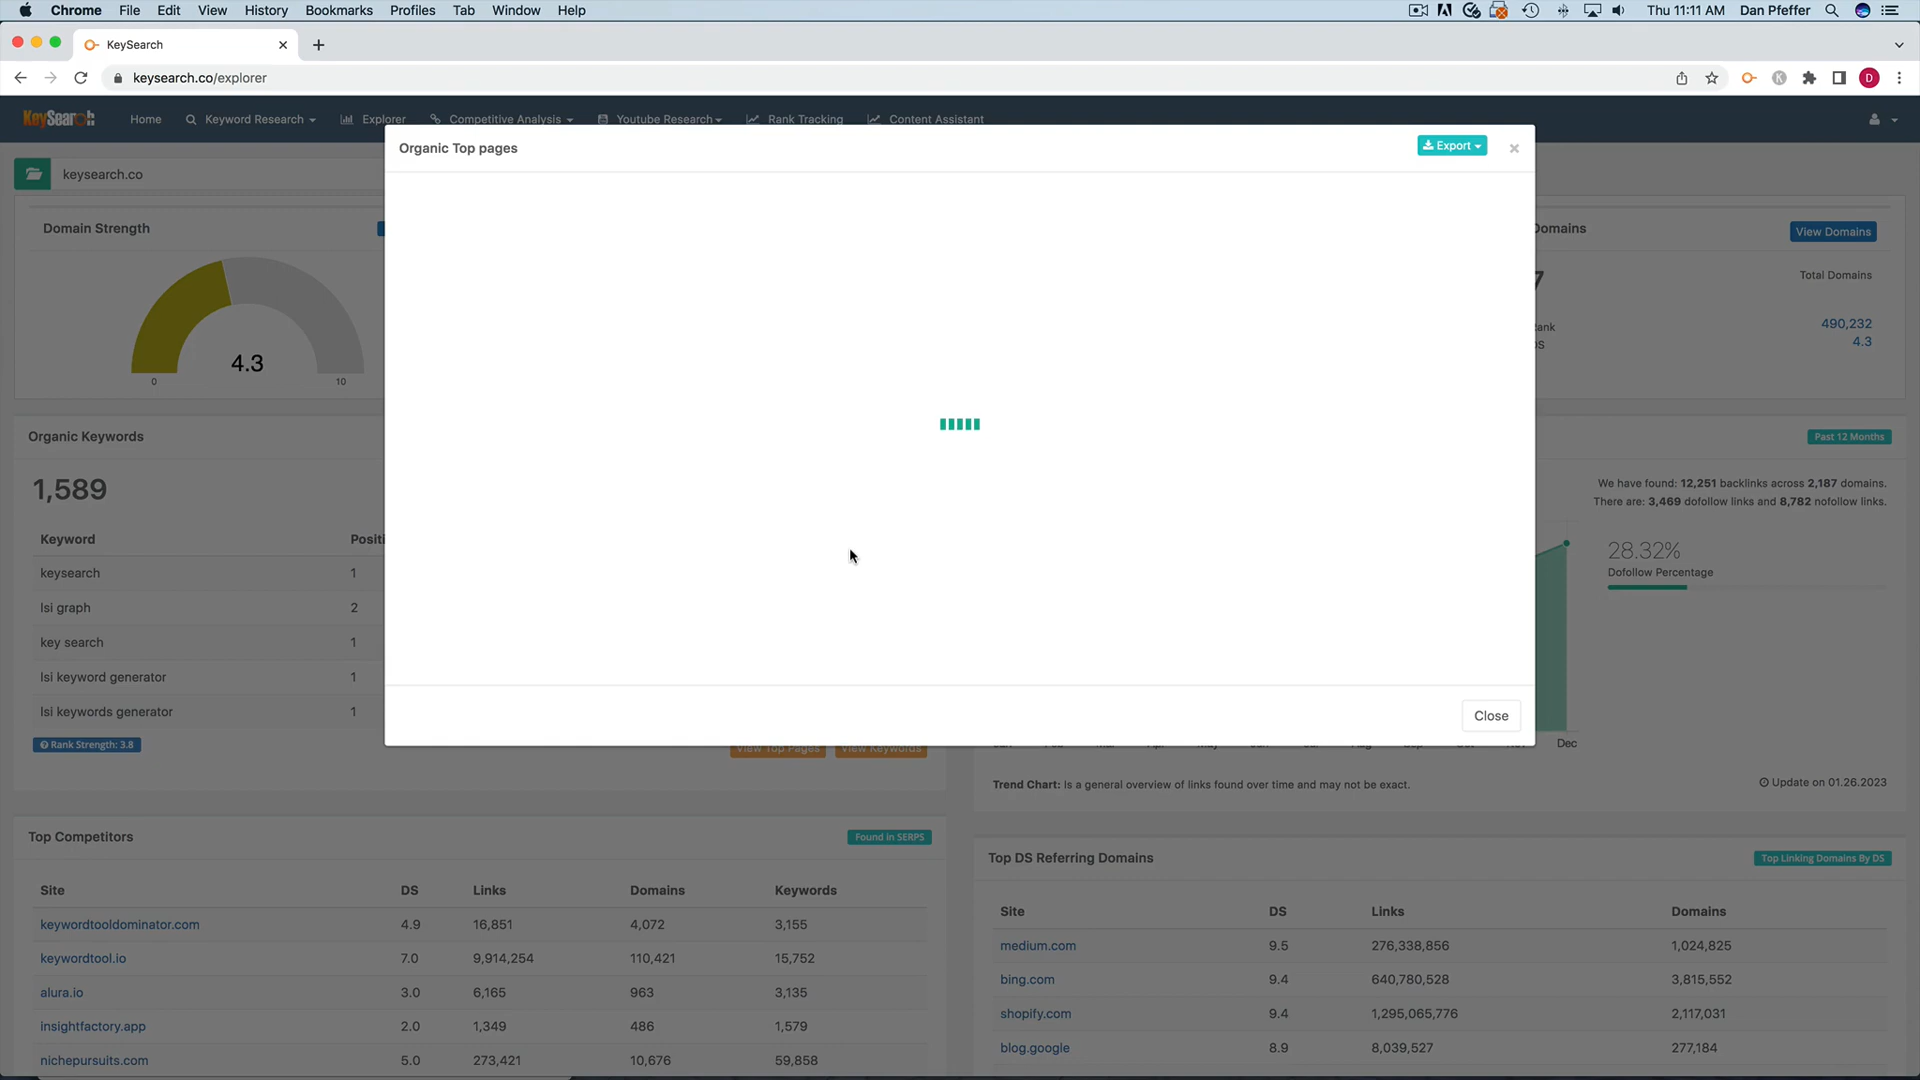 Chrome File Edit View History Bookmarks Profiles Tab Window Help Thu 11:11 AM Dan Pfeffer
KeySearch
keysearch.co/explorer D
KeySearch Home Keyword Research Explorer Competitive Analysis Youtube Research Rank Tracking Content Assistant
Organic Top pages Export ×
keysearch.co
Domain Strength
4.3
0 10
Domains View Domains
7 Total Domains
ank 490,232
DS 4.3
Organic Keywords
1,589
Keyword Positi
keysearch 1
lsi graph 2
key search 1
lsi keyword generator 1
lsi keywords generator 1
Rank Strength: 3.8
View Top Pages View Keywords
Close
Past 12 Months
We have found: 12,251 backlinks across 2,187 domains.
There are: 3,469 dofollow links and 8,782 nofollow links.
28.32%
Dofollow Percentage
Dec
Trend Chart: Is a general overview of links found over time and may not be exact. Update on 01.26.2023
Top Competitors Found in SERPS
Site DS Links Domains Keywords
keywordtooldominator.com 4.9 16,851 4,072 3,155
keywordtool.io 7.0 9,914,254 110,421 15,752
alura.io 3.0 6,165 963 3,135
insightfactory.app 2.0 1,349 486 1,579
nichepursuits.com 5.0 273,421 10,676 59,858
Top DS Referring Domains Top Linking Domains By DS
Site DS Links Domains
medium.com 9.5 276,338,856 1,024,825
bing.com 9.4 640,780,528 3,815,552
shopify.com 9.4 1,295,065,776 2,117,031
blog.google 8.9 8,039,527 277,184